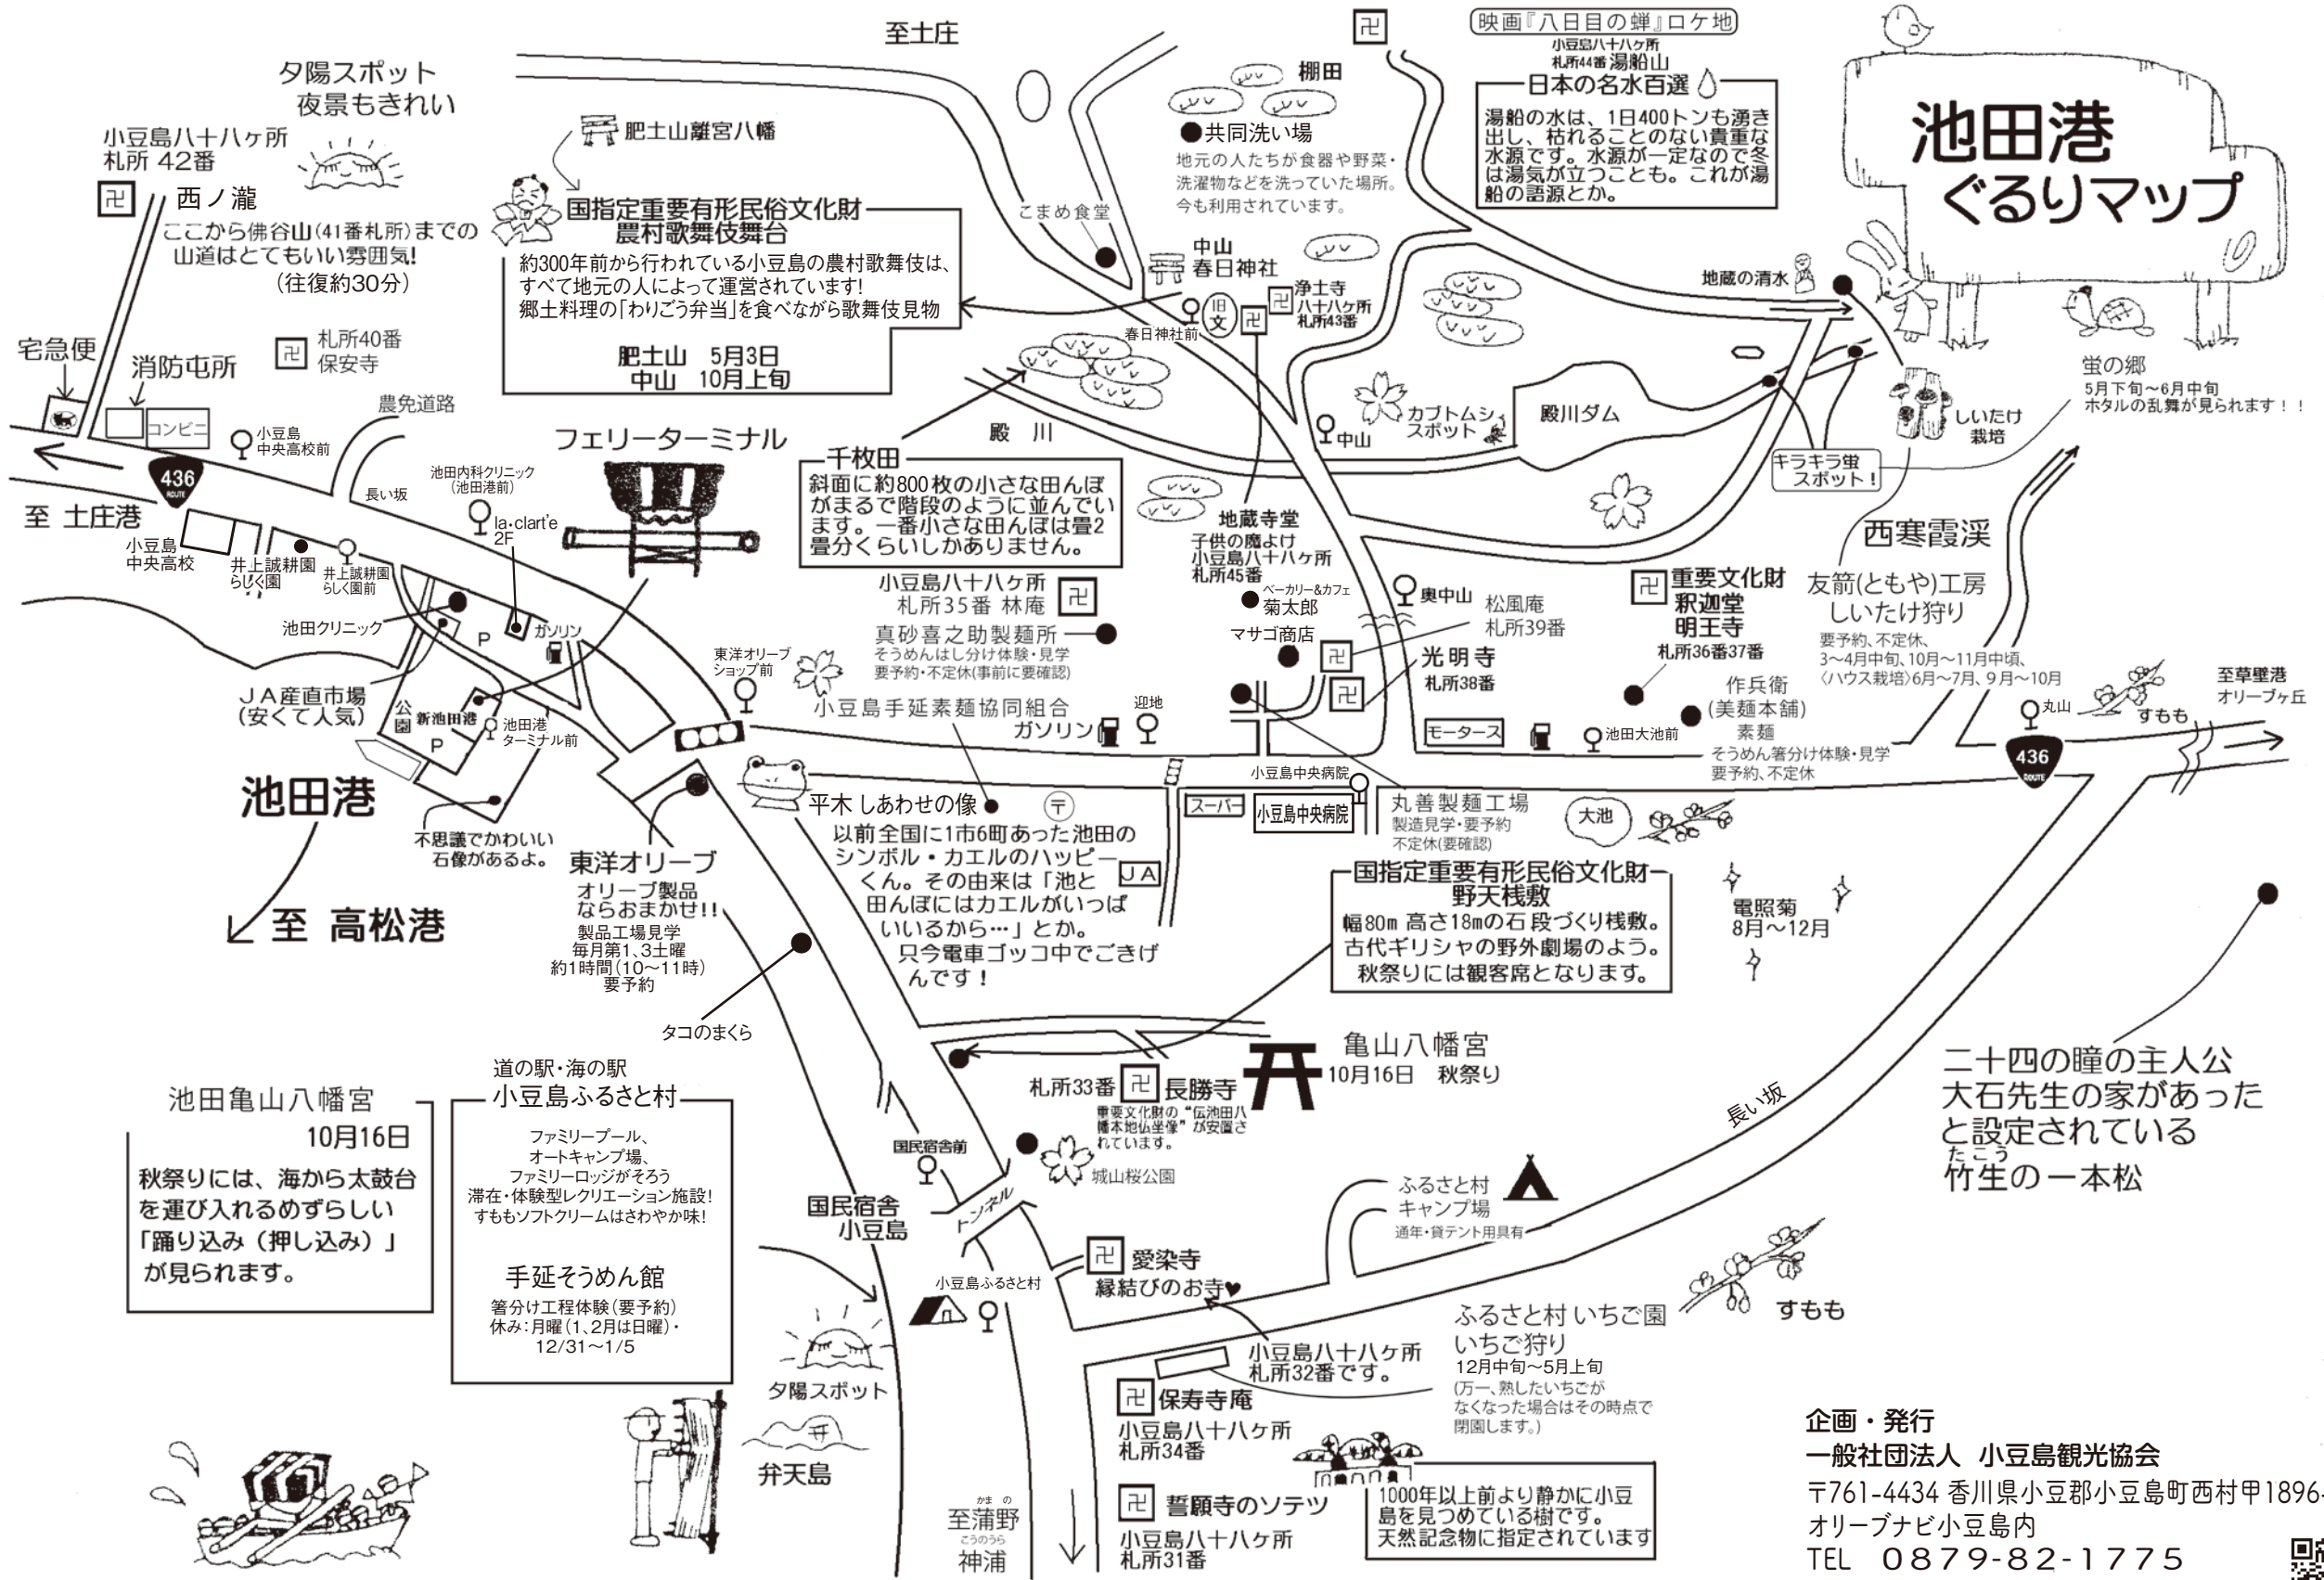 池田港
ぐるりマップ
至土庄
映画『八日目の蝉』ロケ地
小豆島八十八ヶ所
札所44番 湯船山
日本の名水百選
湯船の水は、1日400トンも湧き
出し、枯れることのない貴重な
水源です。水源が一定なので冬
は湯気が立つことも。これが湯
船の語源とか。
棚田
共同洗い場
地元の人たちが食器や野菜・
洗濯物などを洗っていた場所。
今も利用されています。
夕陽スポット
夜景もきれい
小豆島八十八ヶ所
札所 42番
卍 西ノ瀧
ここから佛谷山(41番札所)までの
山道はとてもいい雰囲気!
(往復約30分)
肥土山離宮八幡
国指定重要有形民俗文化財
農村歌舞伎舞台
約300年前から行われている小豆島の農村歌舞伎は、
すべて地元の人によって運営されています!
郷土料理の「わりごう弁当」を食べながら歌舞伎見物
肥土山 5月3日
中山 10月上旬
こまめ食堂
中山
春日神社
旧文
卍
卍
浄土寺
八十八ヶ所
札所43番
春日神社前
地蔵の清水
蛍の郷
5月下旬〜6月中旬
ホタルの乱舞が見られます!!
しいたけ
栽培
キラキラ蛍
スポット!
カブトムシ
スポット
殿川ダム
中山
殿 川
宅急便
消防屯所
コンビニ
卍
札所40番
保安寺
農免道路
小豆島
中央高校前
436
ROUTE
至 土庄港
小豆島
中央高校
井上誠耕園
らしく園
井上誠耕園
らしく園前
長い坂
池田内科クリニック
(池田港前)
la・clart'e
2F
フェリーターミナル
池田クリニック
P
ガソリン
JA産直市場
(安くて人気)
公園
新池田港
P
池田港
ターミナル前
池田港
至 高松港
不思議でかわいい
石像があるよ。
千枚田
斜面に約800枚の小さな田んぼ
がまるで階段のように並んでい
ます。一番小さな田んぼは畳2
畳分くらいしかありません。
小豆島八十八ヶ所
札所35番 林庵
卍
真砂喜之助製麺所
そうめんはし分け体験・見学
要予約・不定休(事前に要確認)
小豆島手延素麺協同組合
東洋オリーブ
ショップ前
地蔵寺堂
子供の魔よけ
小豆島八十八ヶ所
札所45番
ベーカリー&カフェ
菊太郎
マサゴ商店
奥中山
松風庵
札所39番
卍
卍
光明寺
札所38番
ガソリン
迎地
モータース
池田大池前
卍
重要文化財
釈迦堂
明王寺
札所36番37番
作兵衛
(美麺本舗)
素麺
そうめん箸分け体験・見学
要予約、不定休
西寒霞渓
友箭(ともや)工房
しいたけ狩り
要予約、不定休、
3〜4月中旬、10月〜11月中頃、
〈ハウス栽培〉6月〜7月、9月〜10月
丸山
すもも
至草壁港
オリーブヶ丘
436
ROUTE
東洋オリーブ
オリーブ製品
ならおまかせ!!
製品工場見学
毎月第1、3土曜
約1時間(10〜11時)
要予約
平木 しあわせの像
以前全国に1市6町あった池田の
シンボル・カエルのハッピー
くん。その由来は「池と
田んぼにはカエルがいっぱ
いいるから…」とか。
只今電車ゴッコ中でごきげ
んです!
〒
JA
スーパー
小豆島中央病院
小豆島中央病院
丸善製麺工場
製造見学・要予約
不定休(要確認)
大池
国指定重要有形民俗文化財
野天桟敷
幅80m 高さ18mの石段づくり桟敷。
古代ギリシャの野外劇場のよう。
秋祭りには観客席となります。
電照菊
8月〜12月
タコのまくら
二十四の瞳の主人公
大石先生の家があった
と設定されている
たこう
竹生の一本松
亀山八幡宮
10月16日 秋祭り
札所33番 卍 長勝寺
重要文化財の“伝池田八
幡本地仏坐像”が安置さ
れています。
城山桜公園
国民宿舎前
国民宿舎
小豆島
トンネル
長い坂
ふるさと村
キャンプ場
通年・貸テント用具有
池田亀山八幡宮
10月16日
秋祭りには、海から太鼓台
を運び入れるめずらしい
「踊り込み(押し込み)」
が見られます。
道の駅・海の駅
小豆島ふるさと村
ファミリープール、
オートキャンプ場、
ファミリーロッジがそろう
滞在・体験型レクリエーション施設!
すももソフトクリームはさわやか味!
手延そうめん館
箸分け工程体験(要予約)
休み:月曜(1、2月は日曜)・
12/31〜1/5
小豆島ふるさと村
卍 愛染寺
縁結びのお寺♥
小豆島八十八ヶ所
札所32番です。
ふるさと村 いちご園
いちご狩り
12月中旬〜5月上旬
(万一、熟したいちごが
なくなった場合はその時点で
閉園します。)
すもも
夕陽スポット
弁天島
卍 保寿寺庵
小豆島八十八ヶ所
札所34番
卍 誓願寺のソテツ
小豆島八十八ヶ所
札所31番
1000年以上前より静かに小豆
島を見つめている樹です。
天然記念物に指定されています
かま の
至蒲野
こうのうら
神浦
企画・発行
一般社団法人 小豆島観光協会
〒761-4434 香川県小豆郡小豆島町西村甲1896-
オリーブナビ小豆島内
TEL 0879-82-1775